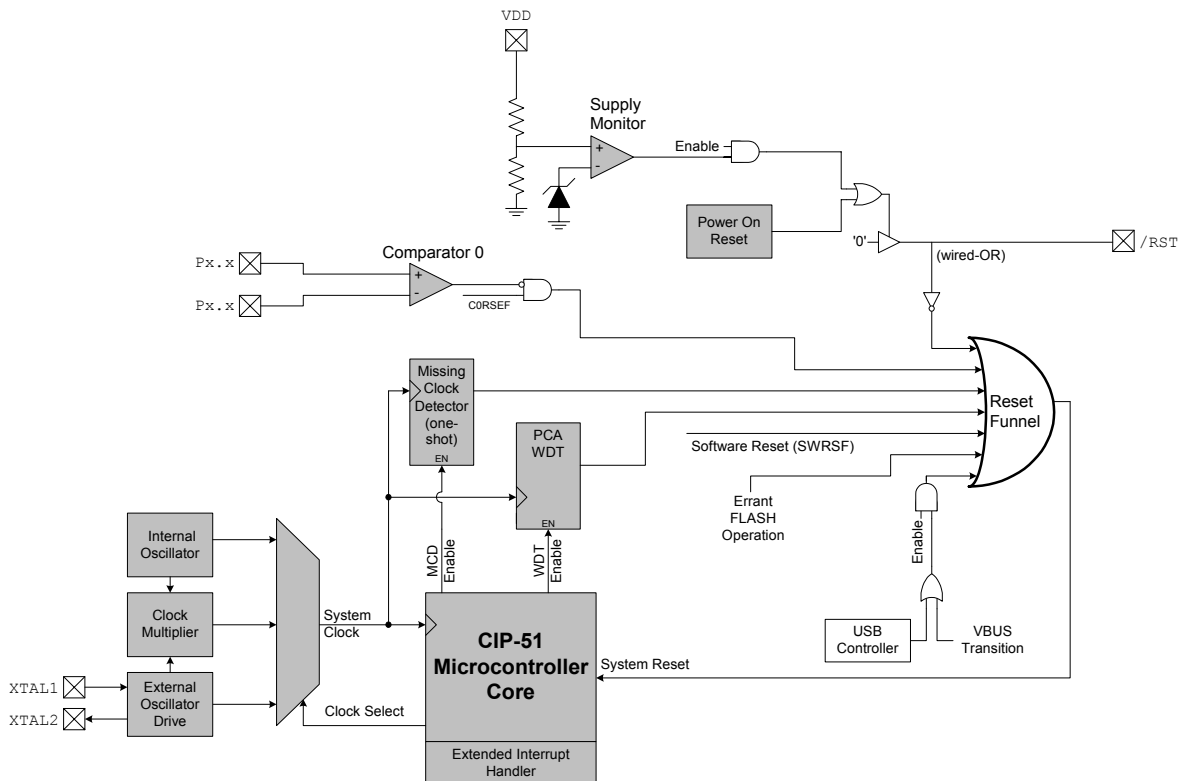 VDD
Supply
Monitor
+
-
Enable
Power On
Reset
'0'
(wired-OR)
/RST
Px.x
Px.x
Comparator 0
+
-
C0RSEF
Missing
Clock
Detector
(one-
shot)
EN
PCA
WDT
EN
Software Reset (SWRSF)
Errant
FLASH
Operation
Reset
Funnel
Enable
USB
Controller
VBUS
Transition
Internal
Oscillator
Clock
Multiplier
External
Oscillator
Drive
XTAL1
XTAL2
System
Clock
MCD
Enable
WDT
Enable
CIP-51
Microcontroller
Core
System Reset
Clock Select
Extended Interrupt
Handler